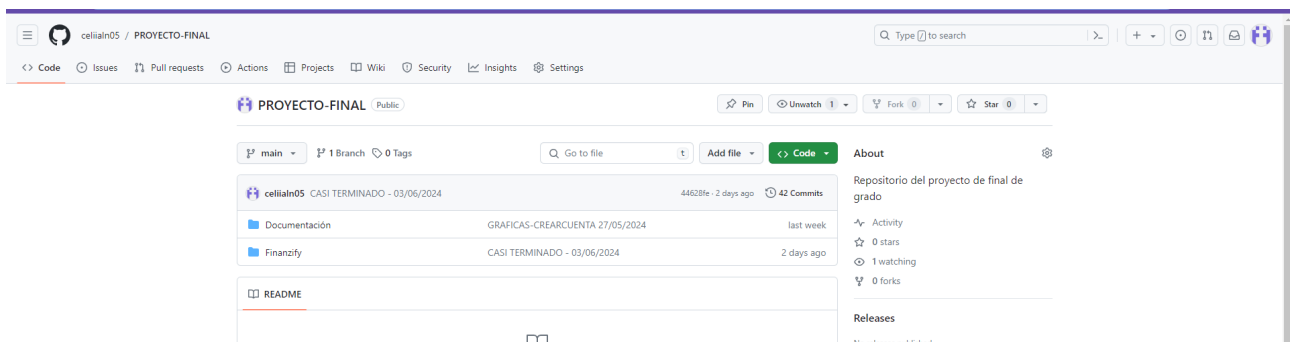 celiialn05 / PROYECTO-FINAL
Type / to search
Code Issues Pull requests Actions Projects Wiki Security Insights Settings
PROYECTO-FINAL Public
Pin Unwatch 1 Fork 0 Star 0
main 1 Branch 0 Tags
Go to file t Add file Code
celiialn05 CASI TERMINADO - 03/06/2024 44628fe · 2 days ago 42 Commits
Documentación GRAFICAS-CREARCUENTA 27/05/2024 last week
Finanzify CASI TERMINADO - 03/06/2024 2 days ago
README
About
Repositorio del proyecto de final de
grado
Activity
0 stars
1 watching
0 forks
Releases